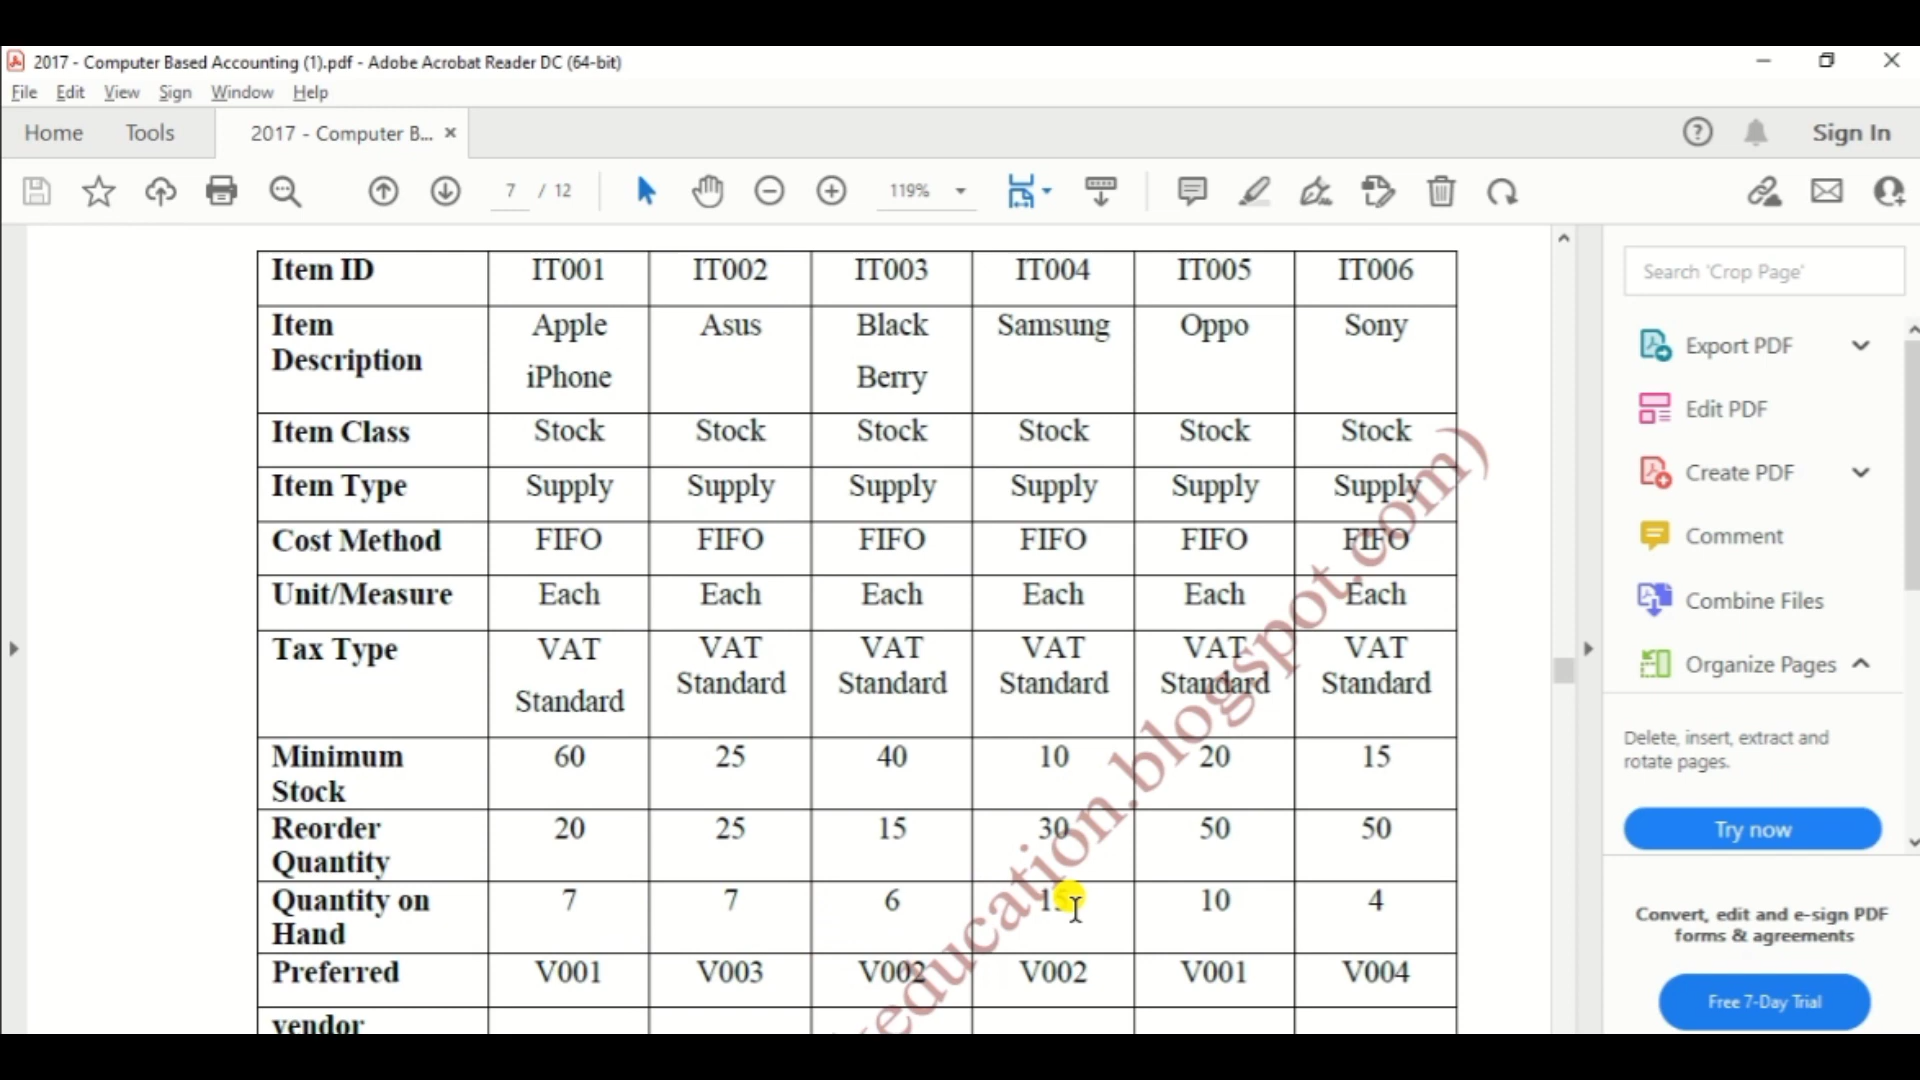 2017 - Computer Based Accounting (1).pdf - Adobe Acrobat Reader DC (64-bit)
File Edit View Sign Window Help
Home Tools 2017 - Computer B... × Sign In
7 / 12 119%
Item ID IT001 IT002 IT003 IT004 IT005 IT006
Item Description Apple iPhone Asus Black Berry Samsung Oppo Sony
Item Class Stock Stock Stock Stock Stock Stock
Item Type Supply Supply Supply Supply Supply Supply
Cost Method FIFO FIFO FIFO FIFO FIFO FIFO
Unit/Measure Each Each Each Each Each Each
Tax Type VAT Standard VAT Standard VAT Standard VAT Standard VAT Standard VAT Standard
Minimum Stock 60 25 40 10 20 15
Reorder Quantity 20 25 15 30 50 50
Quantity on Hand 7 7 6 10 4
Preferred V001 V003 V002 V002 V001 V004
vendor
education.blogspot.com)
Search 'Crop Page'
Export PDF
Edit PDF
Create PDF
Comment
Combine Files
Organize Pages
Delete, insert, extract and
rotate pages.
Try now
Convert, edit and e-sign PDF
forms & agreements
Free 7-Day Trial